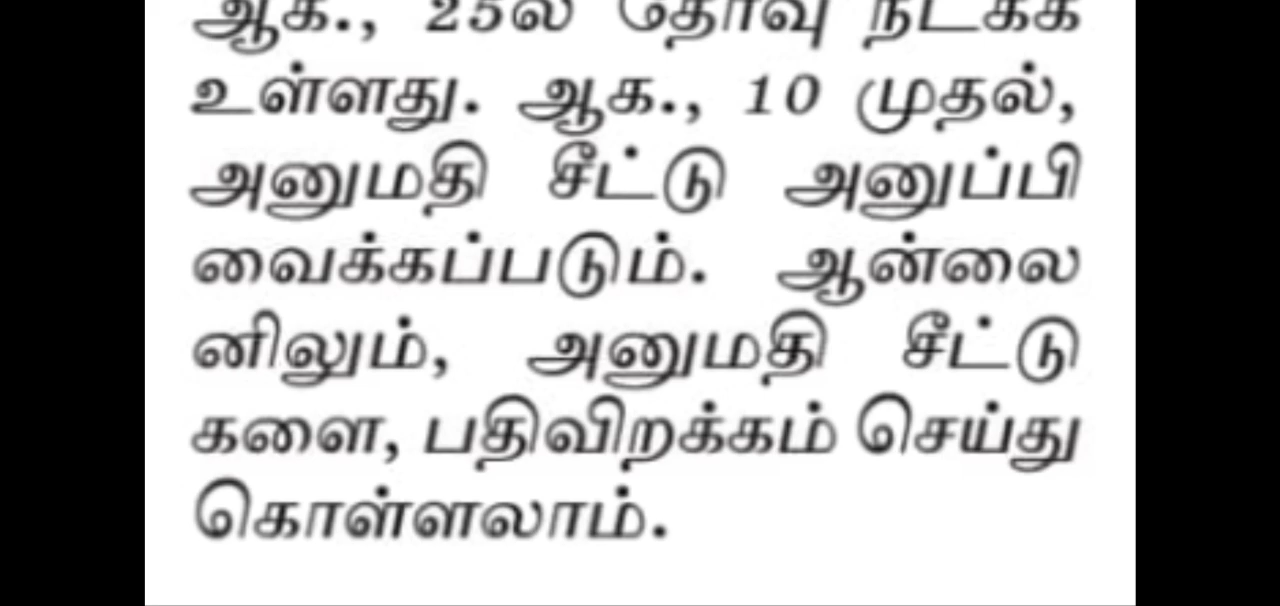 ஆக., 25ல் தேர்வு நடக்க
உள்ளது. ஆக., 10 முதல்,
அனுமதி சீட்டு அனுப்பி
வைக்கப்படும். ஆன்லை
னிலும், அனுமதி சீட்டு
களை, பதிவிறக்கம் செய்து
கொள்ளலாம்.